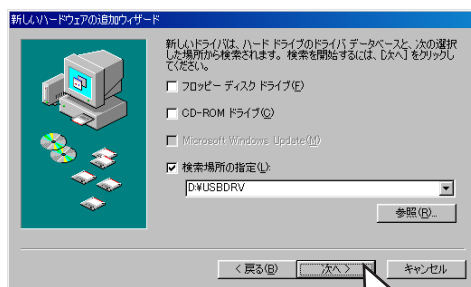 新しいハードウェアの追加ウィザード
新しいドライバは、ハード ドライブのドライバ データベースと、次の選択
した場所から検索されます。検索を開始するには、[次へ] をクリックし
てください。
フロッピー ディスク ドライブ(F)
CD-ROM ドライブ(C)
Microsoft Windows Update(M)
検索場所の指定(L):
D:¥USBDRV
参照(R)...
< 戻る(B)
次へ >
キャンセル